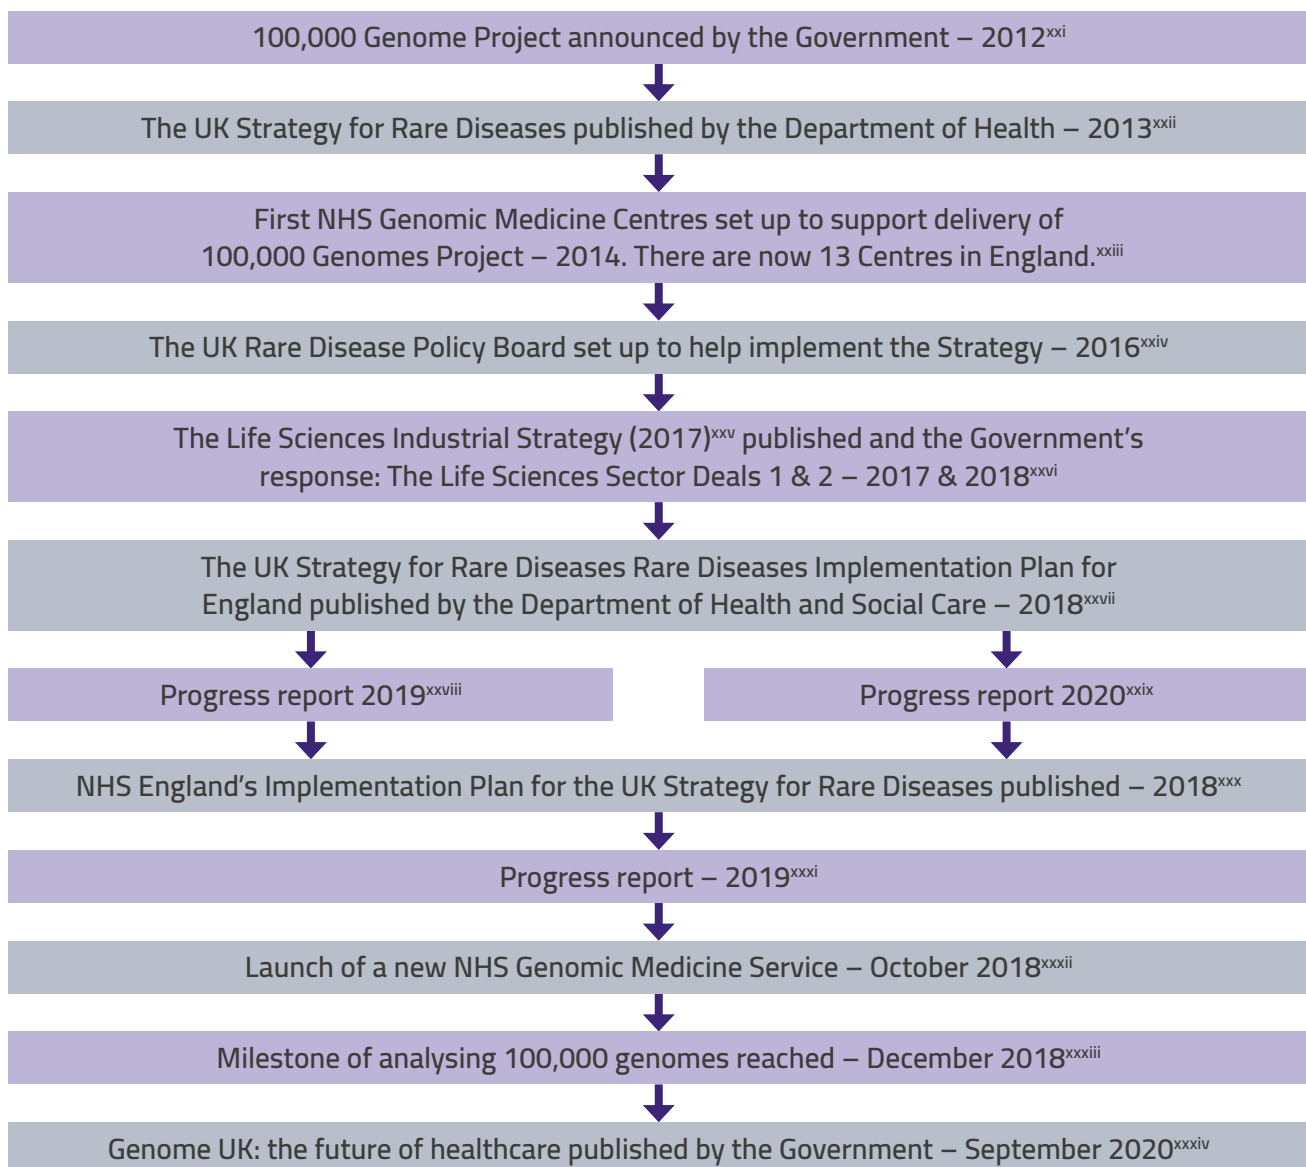 100,000 Genome Project announced by the Government – 2012xxi
The UK Strategy for Rare Diseases published by the Department of Health – 2013xxii
First NHS Genomic Medicine Centres set up to support delivery of
100,000 Genomes Project – 2014. There are now 13 Centres in England.xxiii
The UK Rare Disease Policy Board set up to help implement the Strategy – 2016xxiv
The Life Sciences Industrial Strategy (2017)xxv published and the Government’s
response: The Life Sciences Sector Deals 1 & 2 – 2017 & 2018xxvi
The UK Strategy for Rare Diseases Rare Diseases Implementation Plan for
England published by the Department of Health and Social Care – 2018xxvii
Progress report 2019xxviii
Progress report 2020xxix
NHS England’s Implementation Plan for the UK Strategy for Rare Diseases published – 2018xxx
Progress report – 2019xxxi
Launch of a new NHS Genomic Medicine Service – October 2018xxxii
Milestone of analysing 100,000 genomes reached – December 2018xxxiii
Genome UK: the future of healthcare published by the Government – September 2020xxxiv